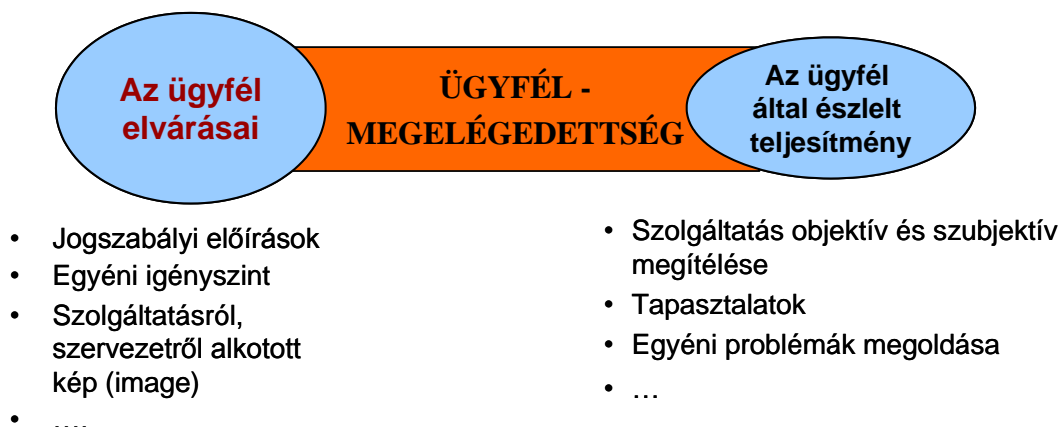 Az ügyfél
elvárásai
ÜGYFÉL -
MEGELÉGEDETTSÉG
Az ügyfél
által észlelt
teljesítmény
• Jogszabályi előírások
• Egyéni igényszint
• Szolgáltatásról,
szervezetről alkotott
kép (image)
• ....
• Szolgáltatás objektív és szubjektív
megítélése
• Tapasztalatok
• Egyéni problémák megoldása
• …